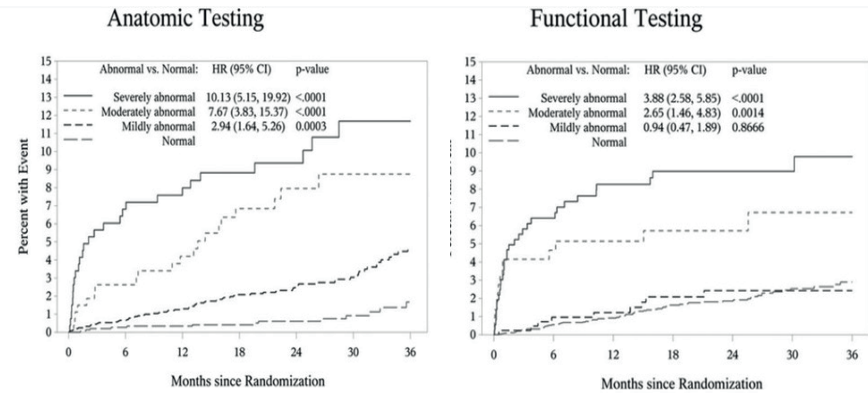 Anatomic Testing
Percent with Event
15
14
13
12
11
10
9
8
7
6
5
4
3
2
1
0
Abnormal vs. Normal: HR (95% CI) p-value
Severely abnormal 10.13 (5.15, 19.92) <.0001
Moderately abnormal 7.67 (3.83, 15.37) <.0001
Mildly abnormal 2.94 (1.64, 5.26) 0.0003
Normal
0 6 12 18 24 30 36
Months since Randomization
Functional Testing
15
14
13
12
11
10
9
8
7
6
5
4
3
2
1
0
Abnormal vs. Normal: HR (95% CI) p-value
Severely abnormal 3.88 (2.58, 5.85) <.0001
Moderately abnormal 2.65 (1.46, 4.83) 0.0014
Mildly abnormal 0.94 (0.47, 1.89) 0.8666
Normal
0 6 12 18 24 30 36
Months since Randomization